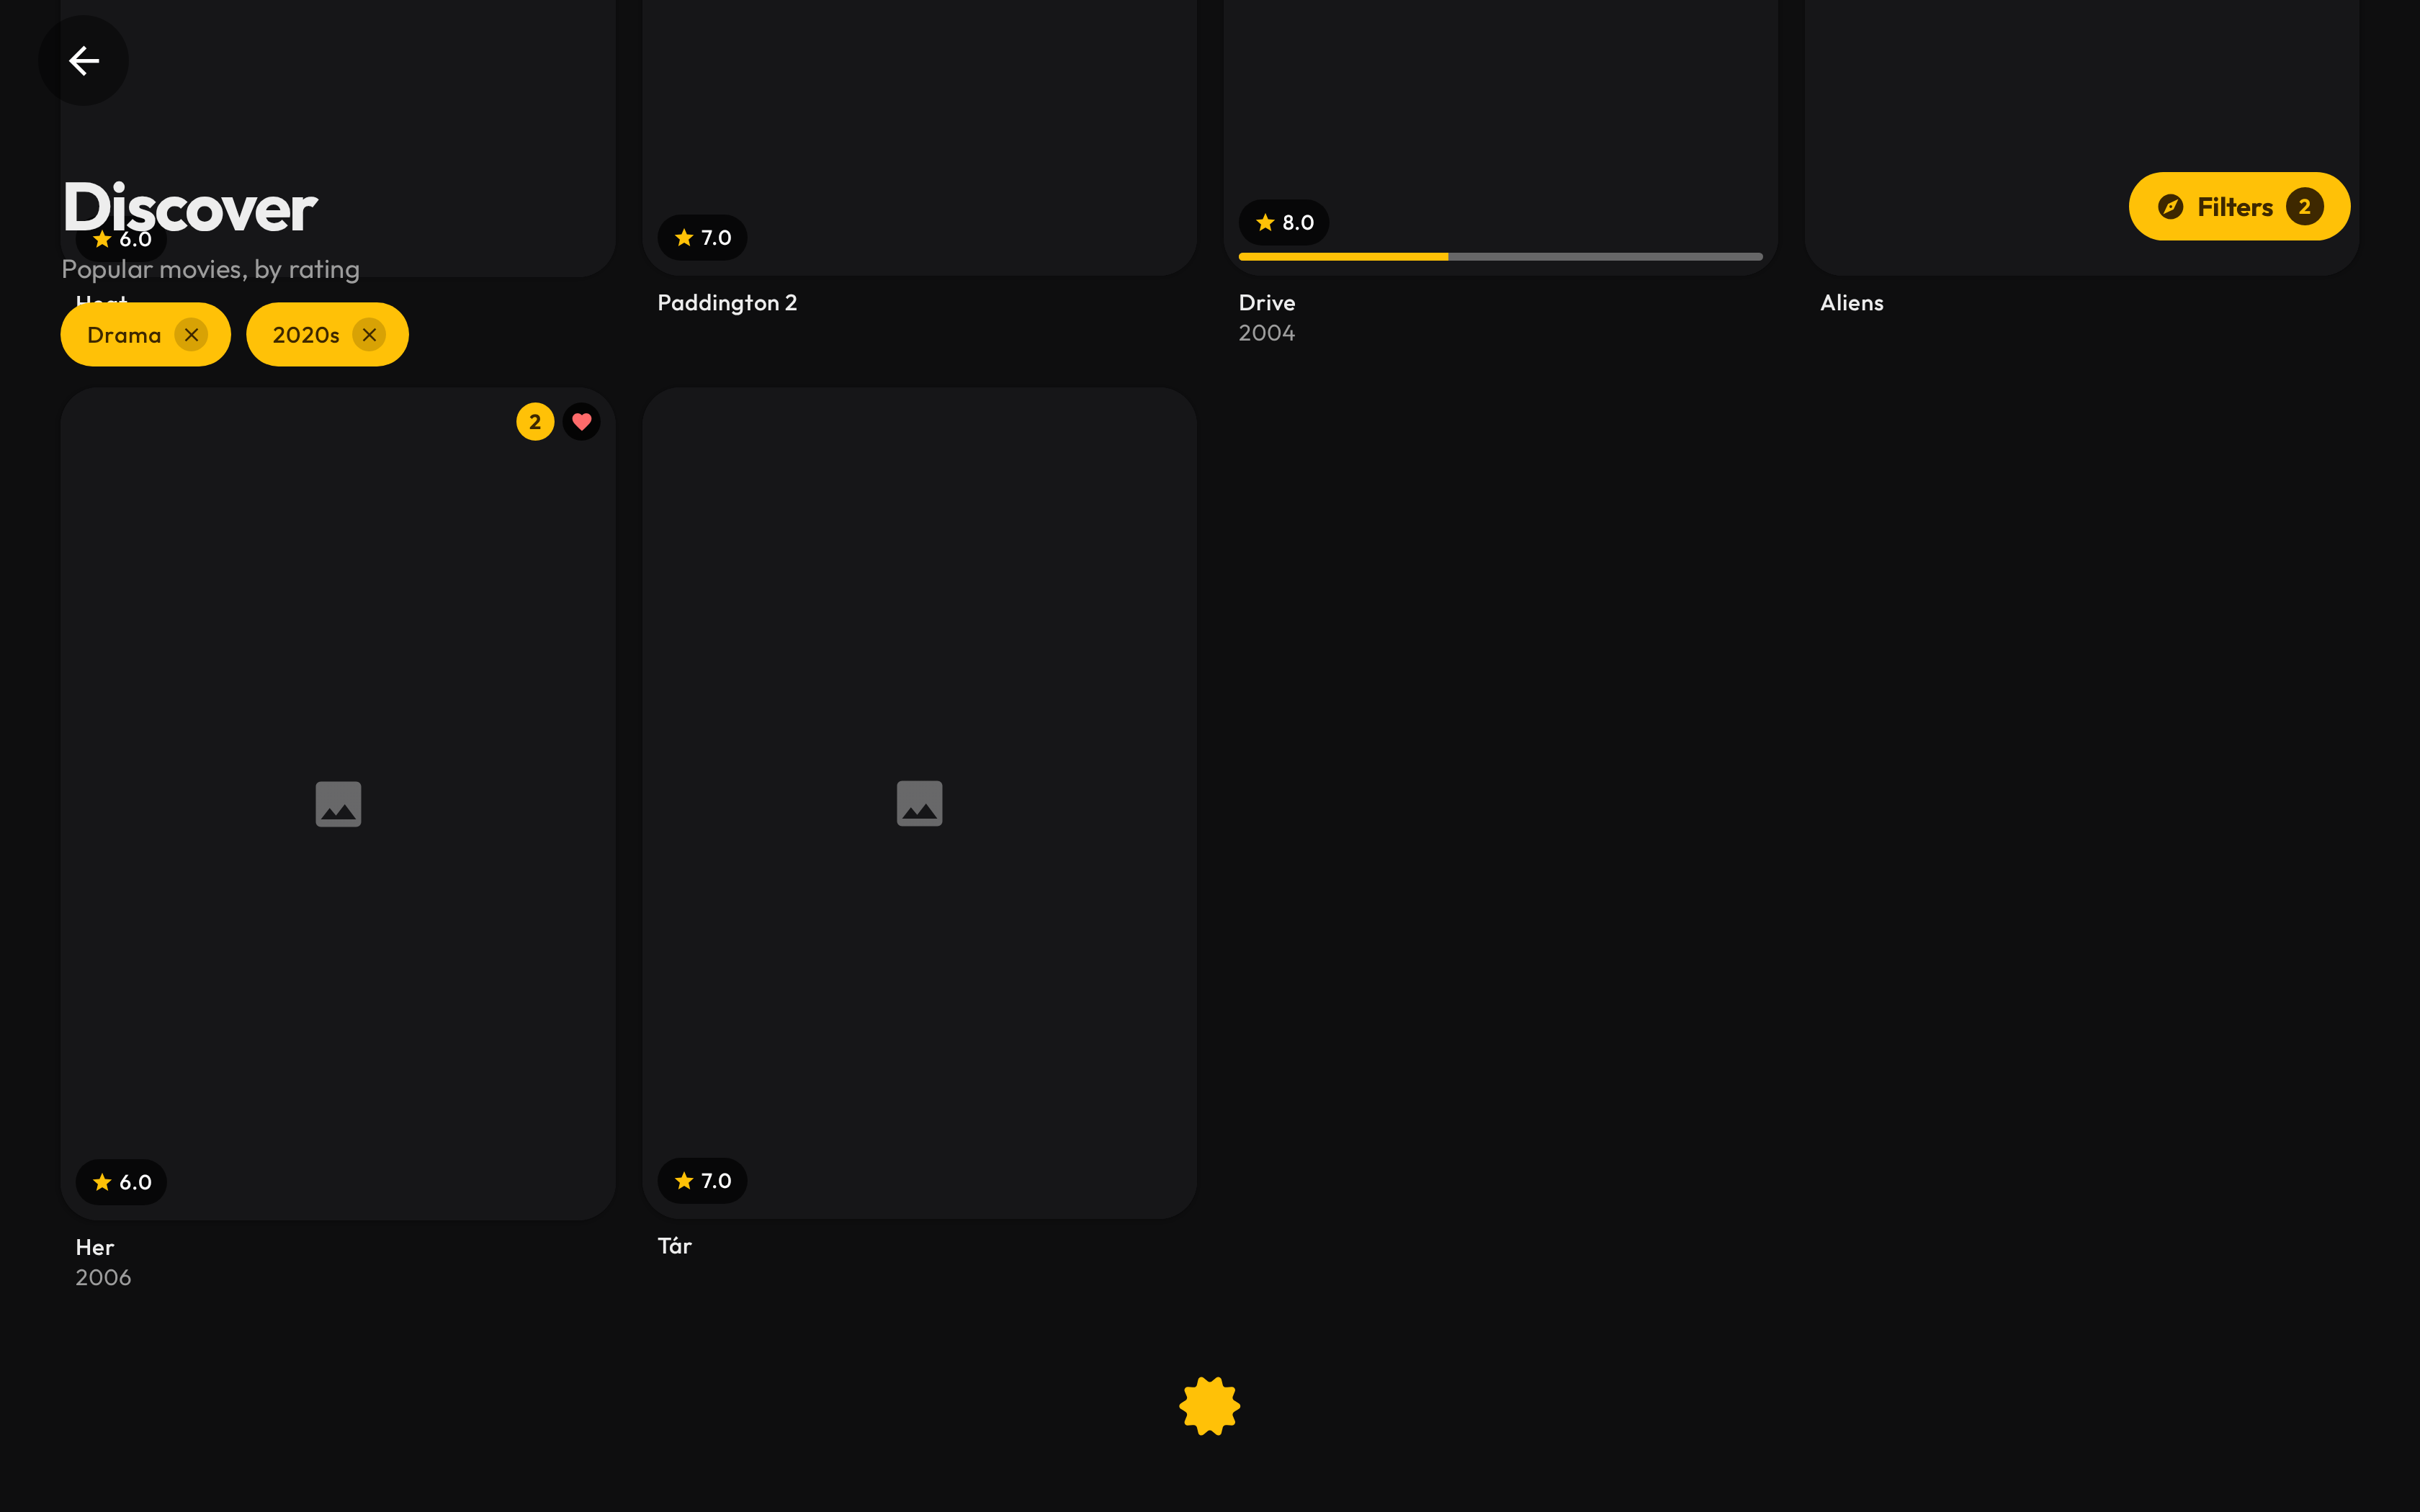 Discover
Filters 2
6.0
7.0
8.0
Popular movies, by rating
Heat
Paddington 2
Drive
Aliens
2004
Drama
2020s
2
6.0
7.0
Her
Tár
2006